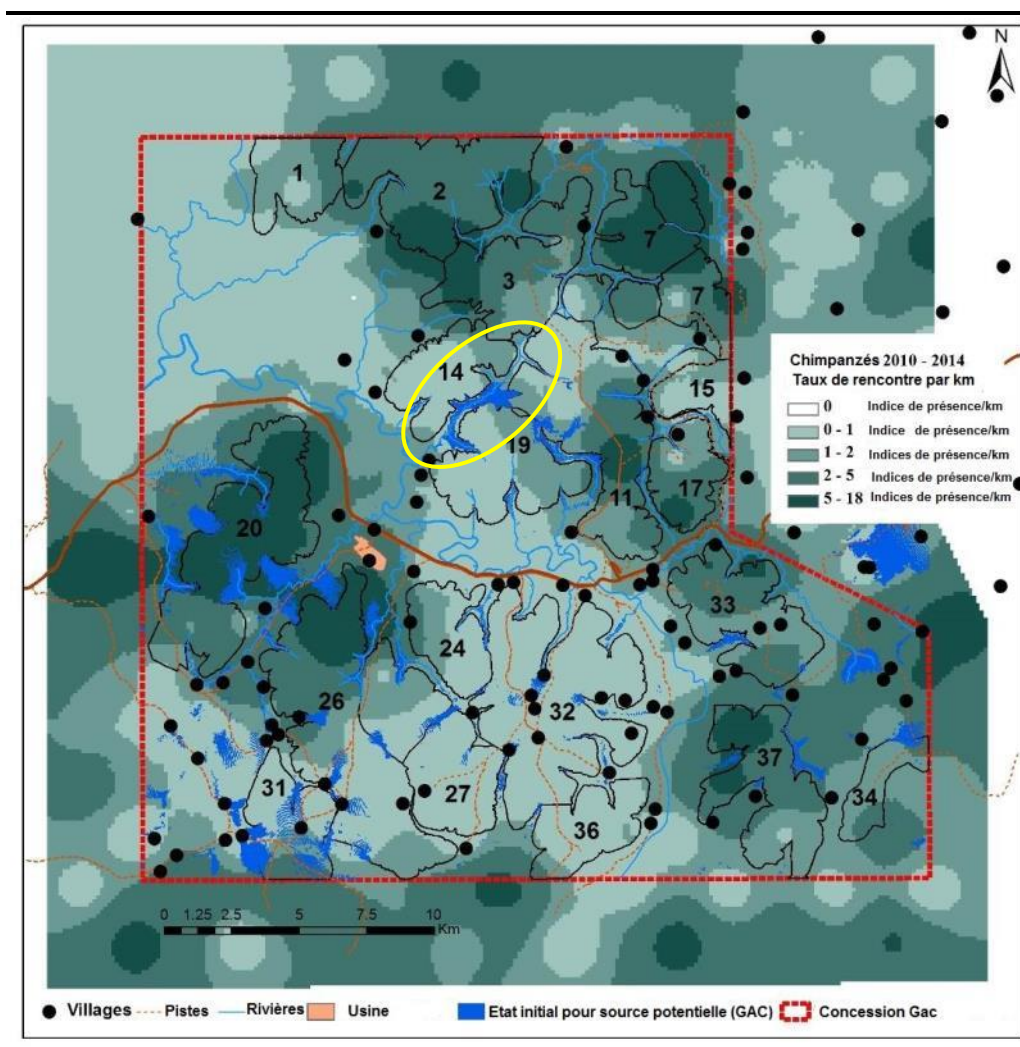 N
1
2
3
7
7
14
15
19
11
17
20
33
24
26
32
37
34
31
27
36
Chimpanzés 2010 - 2014
Taux de rencontre par km
0 Indice de présence/km
0 - 1 Indice de présence/km
1 - 2 Indices de présence/km
2 - 5 Indices de présence/km
5 - 18 Indices de présence/km
0 1.25 2.5 5 7.5 10
Km
Villages Pistes Rivières Usine Etat initial pour source potentielle (GAC) Concession Gac